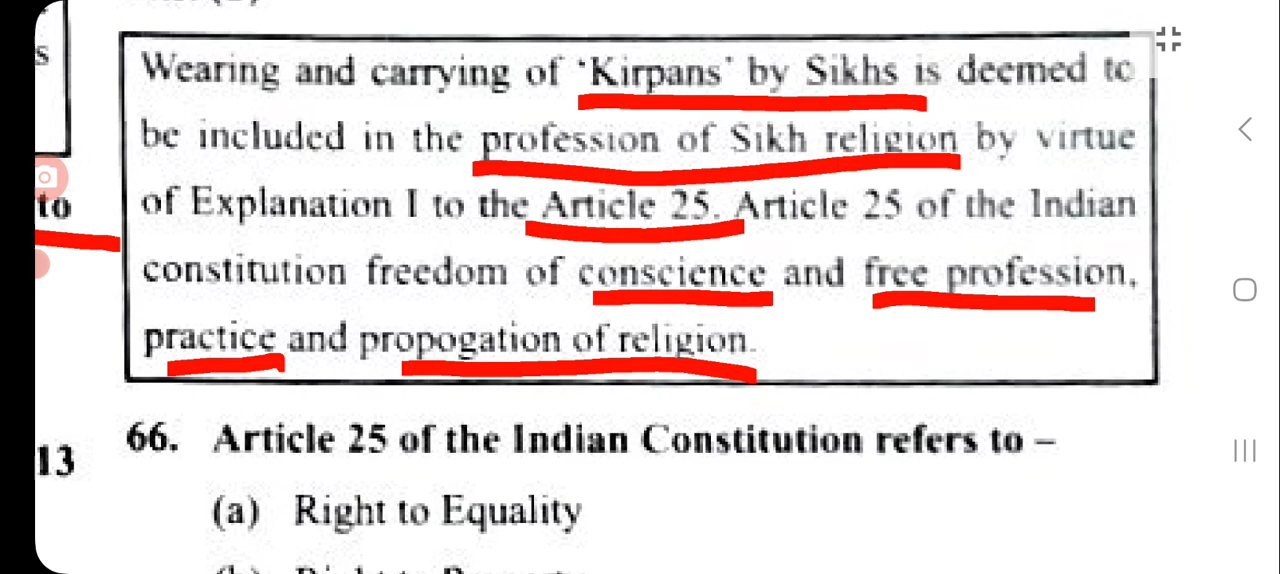 s
Wearing and carrying of 'Kirpans' by Sikhs is deemed to
be included in the profession of Sikh religion by virtue
to
of Explanation I to the Article 25. Article 25 of the Indian
constitution freedom of conscience and free profession,
practice and propogation of religion.
13
66. Article 25 of the Indian Constitution refers to –
(a) Right to Equality